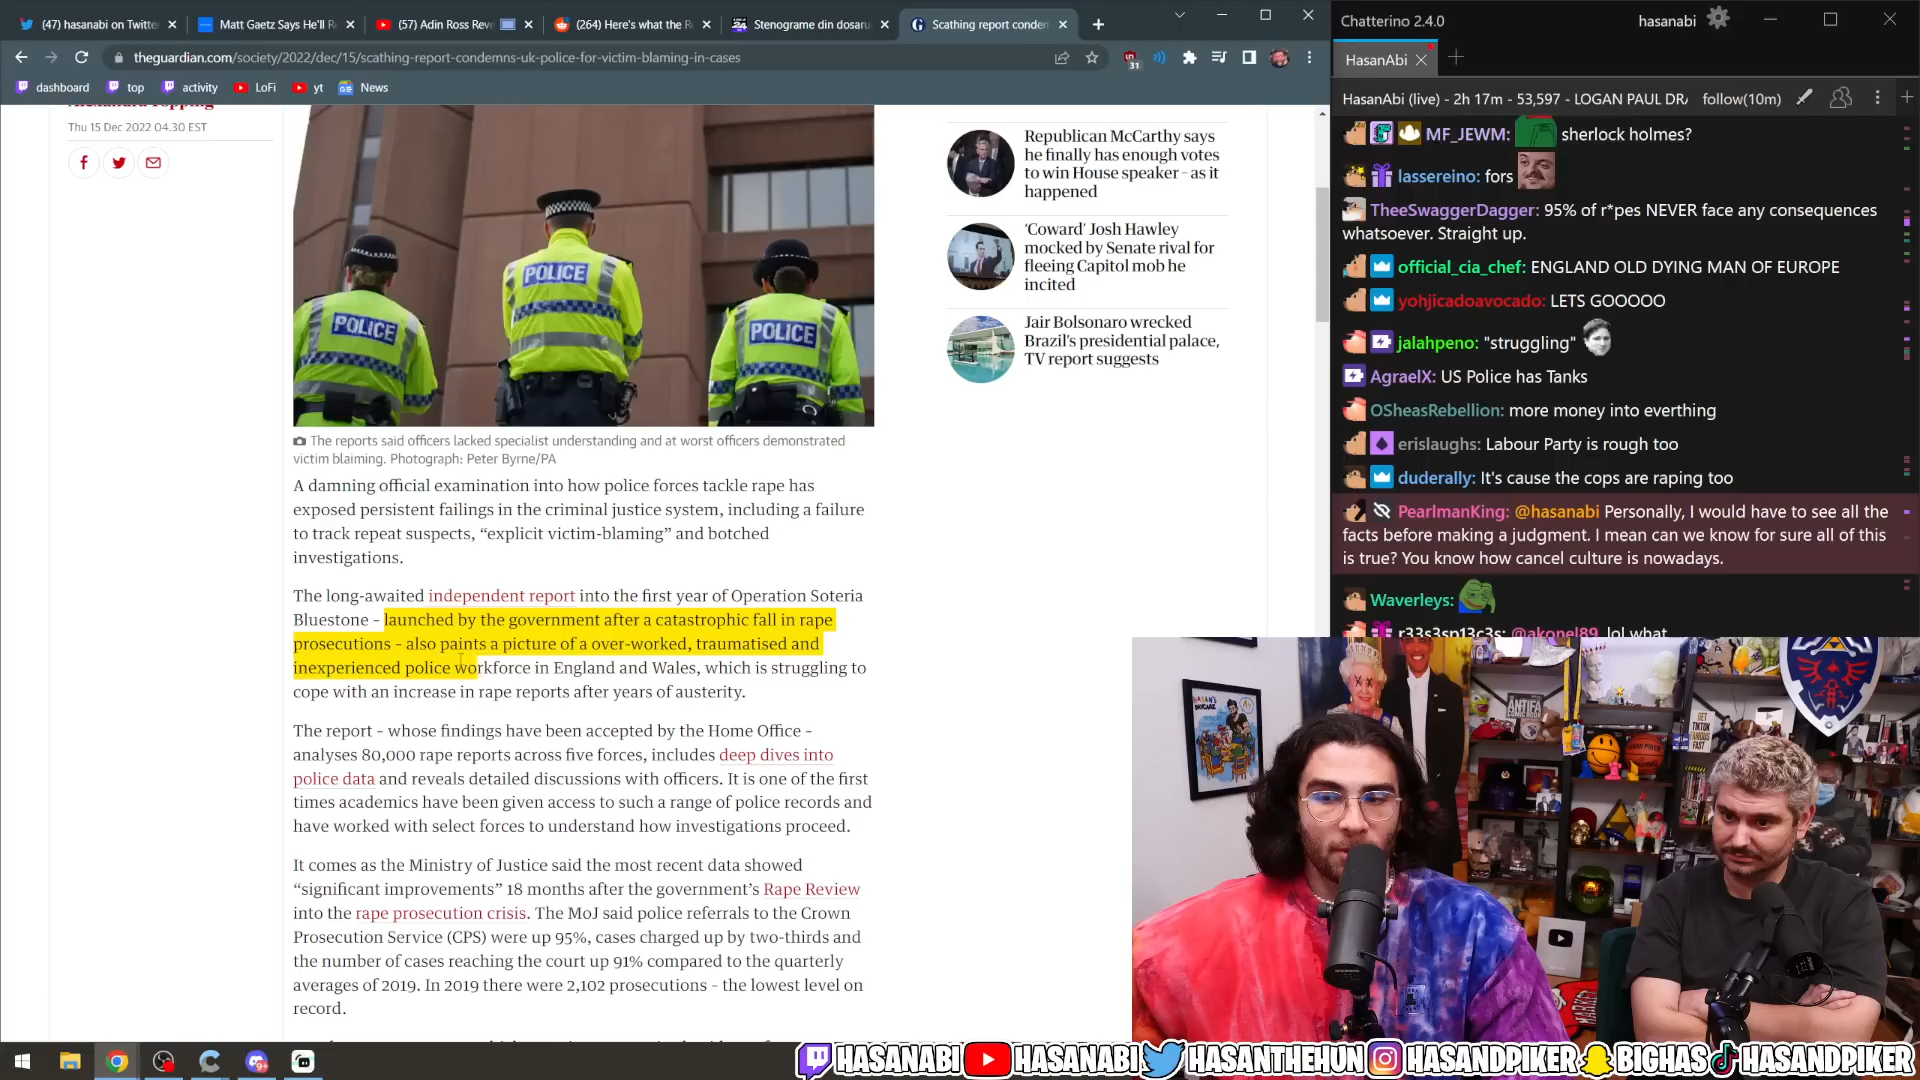 (47) hasanabi on Twitte
Matt Gaetz Says He'll R
(57) Adin Ross Reve
(264) Here's what the R
Stenograme din dosaru
Scathing report conden
theguardian.com/society/2022/dec/15/scathing-report-condemns-uk-police-for-victim-blaming-in-cases
31
dashboard
top
activity
LoFi
yt
News
Thu 15 Dec 2022 04.30 EST
POLICE
POLICE
POLICE
The reports said officers lacked specialist understanding and at worst officers demonstrated
victim blaiming. Photograph: Peter Byrne/PA
A damning official examination into how police forces tackle rape has
exposed persistent failings in the criminal justice system, including a failure
to track repeat suspects, “explicit victim-blaming” and botched
investigations.
The long-awaited independent report into the first year of Operation Soteria
Bluestone – launched by the government after a catastrophic fall in rape
prosecutions – also paints a picture of a over-worked, traumatised and
inexperienced police workforce in England and Wales, which is struggling to
cope with an increase in rape reports after years of austerity.
The report – whose findings have been accepted by the Home Office –
analyses 80,000 rape reports across five forces, includes deep dives into
police data and reveals detailed discussions with officers. It is one of the first
times academics have been given access to such a range of police records and
have worked with select forces to understand how investigations proceed.
It comes as the Ministry of Justice said the most recent data showed
“significant improvements” 18 months after the government’s Rape Review
into the rape prosecution crisis. The MoJ said police referrals to the Crown
Prosecution Service (CPS) were up 95%, cases charged up by two-thirds and
the number of cases reaching the court up 91% compared to the quarterly
averages of 2019. In 2019 there were 2,102 prosecutions – the lowest level on
record.
Republican McCarthy says
he finally has enough votes
to win House speaker – as it
happened
‘Coward’ Josh Hawley
mocked by Senate rival for
fleeing Capitol mob he
incited
Jair Bolsonaro wrecked
Brazil’s presidential palace,
TV report suggests
Chatterino 2.4.0
hasanabi
HasanAbi
HasanAbi (live) - 2h 17m - 53,597 - LOGAN PAUL DR
follow(10m)
MF_JEWM: sherlock holmes?
lassereino: fors
TheeSwaggerDagger: 95% of r*pes NEVER face any consequences
whatsoever. Straight up.
official_cia_chef: ENGLAND OLD DYING MAN OF EUROPE
yohjicadoavocado: LETS GOOOOO
jalahpeno: "struggling"
AgraelX: US Police has Tanks
OSheasRebellion: more money into everthing
erislaughs: Labour Party is rough too
duderally: It's cause the cops are raping too
PearlmanKing: @hasanabi Personally, I would have to see all the
facts before making a judgment. I mean can we know for sure all of this
is true? You know how cancel culture is nowadays.
Waverleys:
r33s3sp13c3s: @akonel89 lol what
ANTIFA
HASANABI HASANABI HASANTHEHUN HASANDPIKER BIGHAS HASANDPIKER